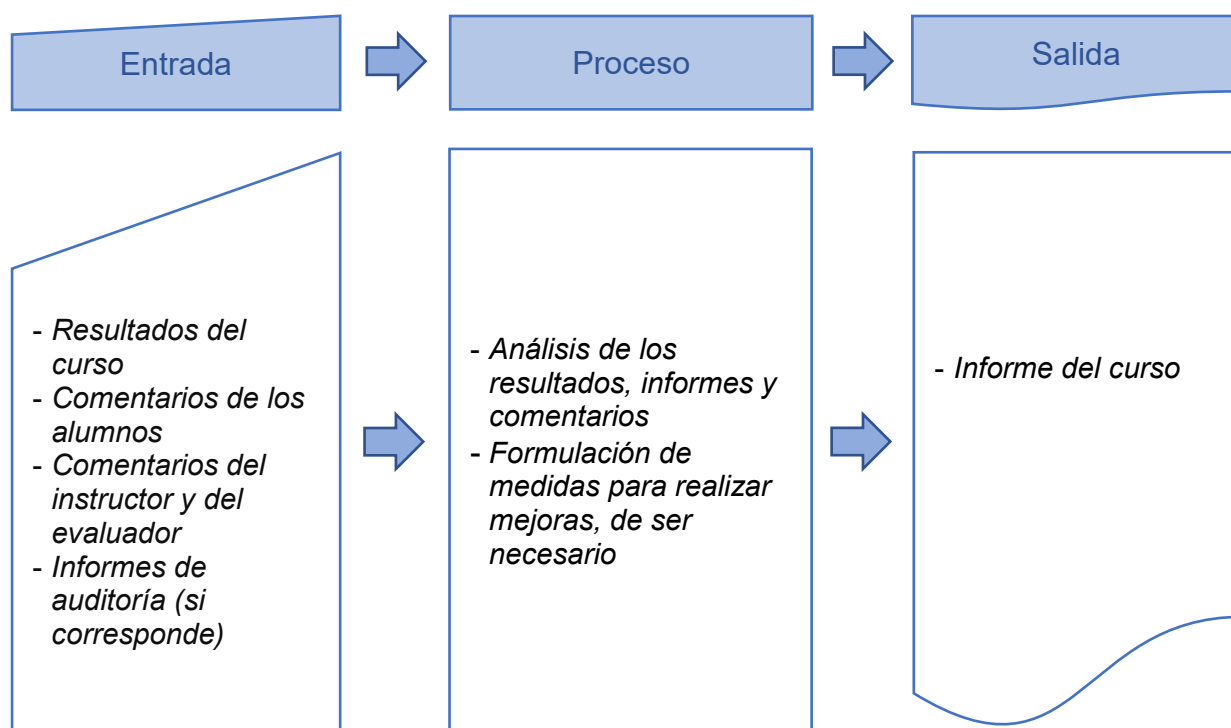 Entrada
Proceso
Salida
- Resultados del
curso
- Comentarios de los
alumnos
- Comentarios del
instructor y del
evaluador
- Informes de
auditoría (si
corresponde)
- Análisis de los
resultados, informes y
comentarios
- Formulación de
medidas para realizar
mejoras, de ser
necesario
- Informe del curso